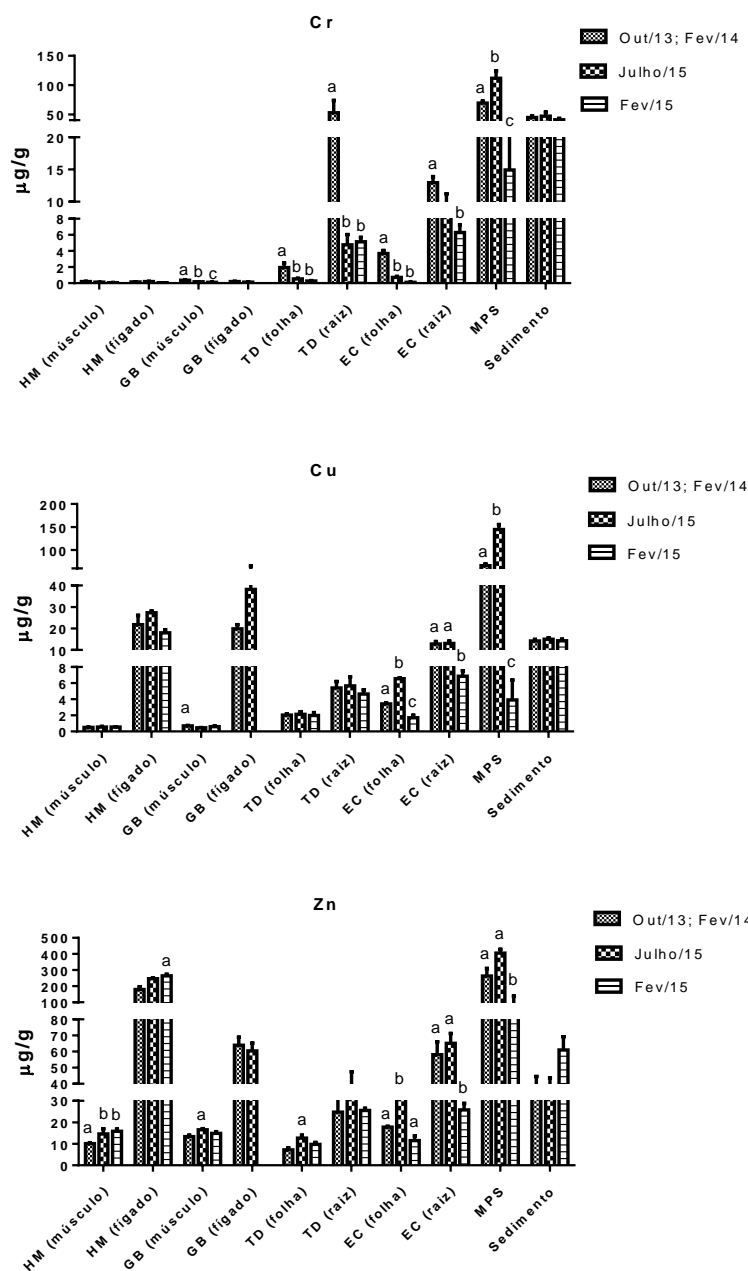 Cr
Out/13; Fev/14
Julho/15
Fev/15
µg/g
150
100
50
20
15
10
8
6
4
2
0
a b c
a b b
a b b
a b b
a b
a b c
HM (músculo)
HM (fígado)
GB (músculo)
GB (fígado)
TD (folha)
TD (raiz)
EC (folha)
EC (raiz)
MPS
Sedimento
Cu
Out/13; Fev/14
Julho/15
Fev/15
µg/g
200
150
100
50
40
30
20
10
8
6
4
2
0
a
a b c
a a b
a b c
HM (músculo)
HM (fígado)
GB (músculo)
GB (fígado)
TD (folha)
TD (raiz)
EC (folha)
EC (raiz)
MPS
Sedimento
Zn
Out/13; Fev/14
Julho/15
Fev/15
µg/g
500
400
300
200
100
80
70
60
50
40
30
20
10
0
a b b
a
a
a
a b a
a a b
a a b
HM (músculo)
HM (fígado)
GB (músculo)
GB (fígado)
TD (folha)
TD (raiz)
EC (folha)
EC (raiz)
MPS
Sedimento